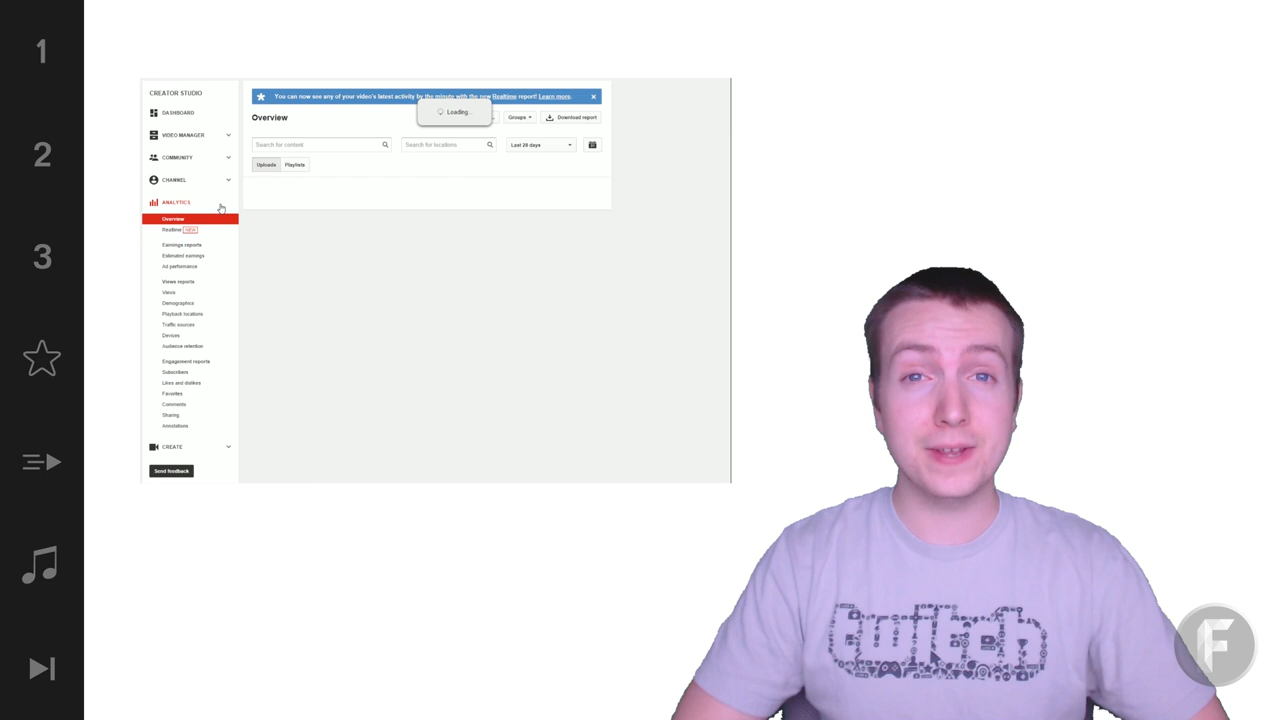 1
2
3
CREATOR STUDIO
DASHBOARD
VIDEO MANAGER
COMMUNITY
CHANNEL
ANALYTICS
Overview
Realtime NEW
Earnings reports
Estimated earnings
Ad performance
Views reports
Views
Demographics
Playback locations
Traffic sources
Devices
Audience retention
Engagement reports
Subscribers
Likes and dislikes
Favorites
Comments
Sharing
Annotations
CREATE
Send feedback
You can now see any of your video's latest activity by the minute with the new Realtime report! Learn more.
Loading...
Overview
Groups
Download report
Search for content
Search for locations
Last 28 days
Uploads
Playlists
F